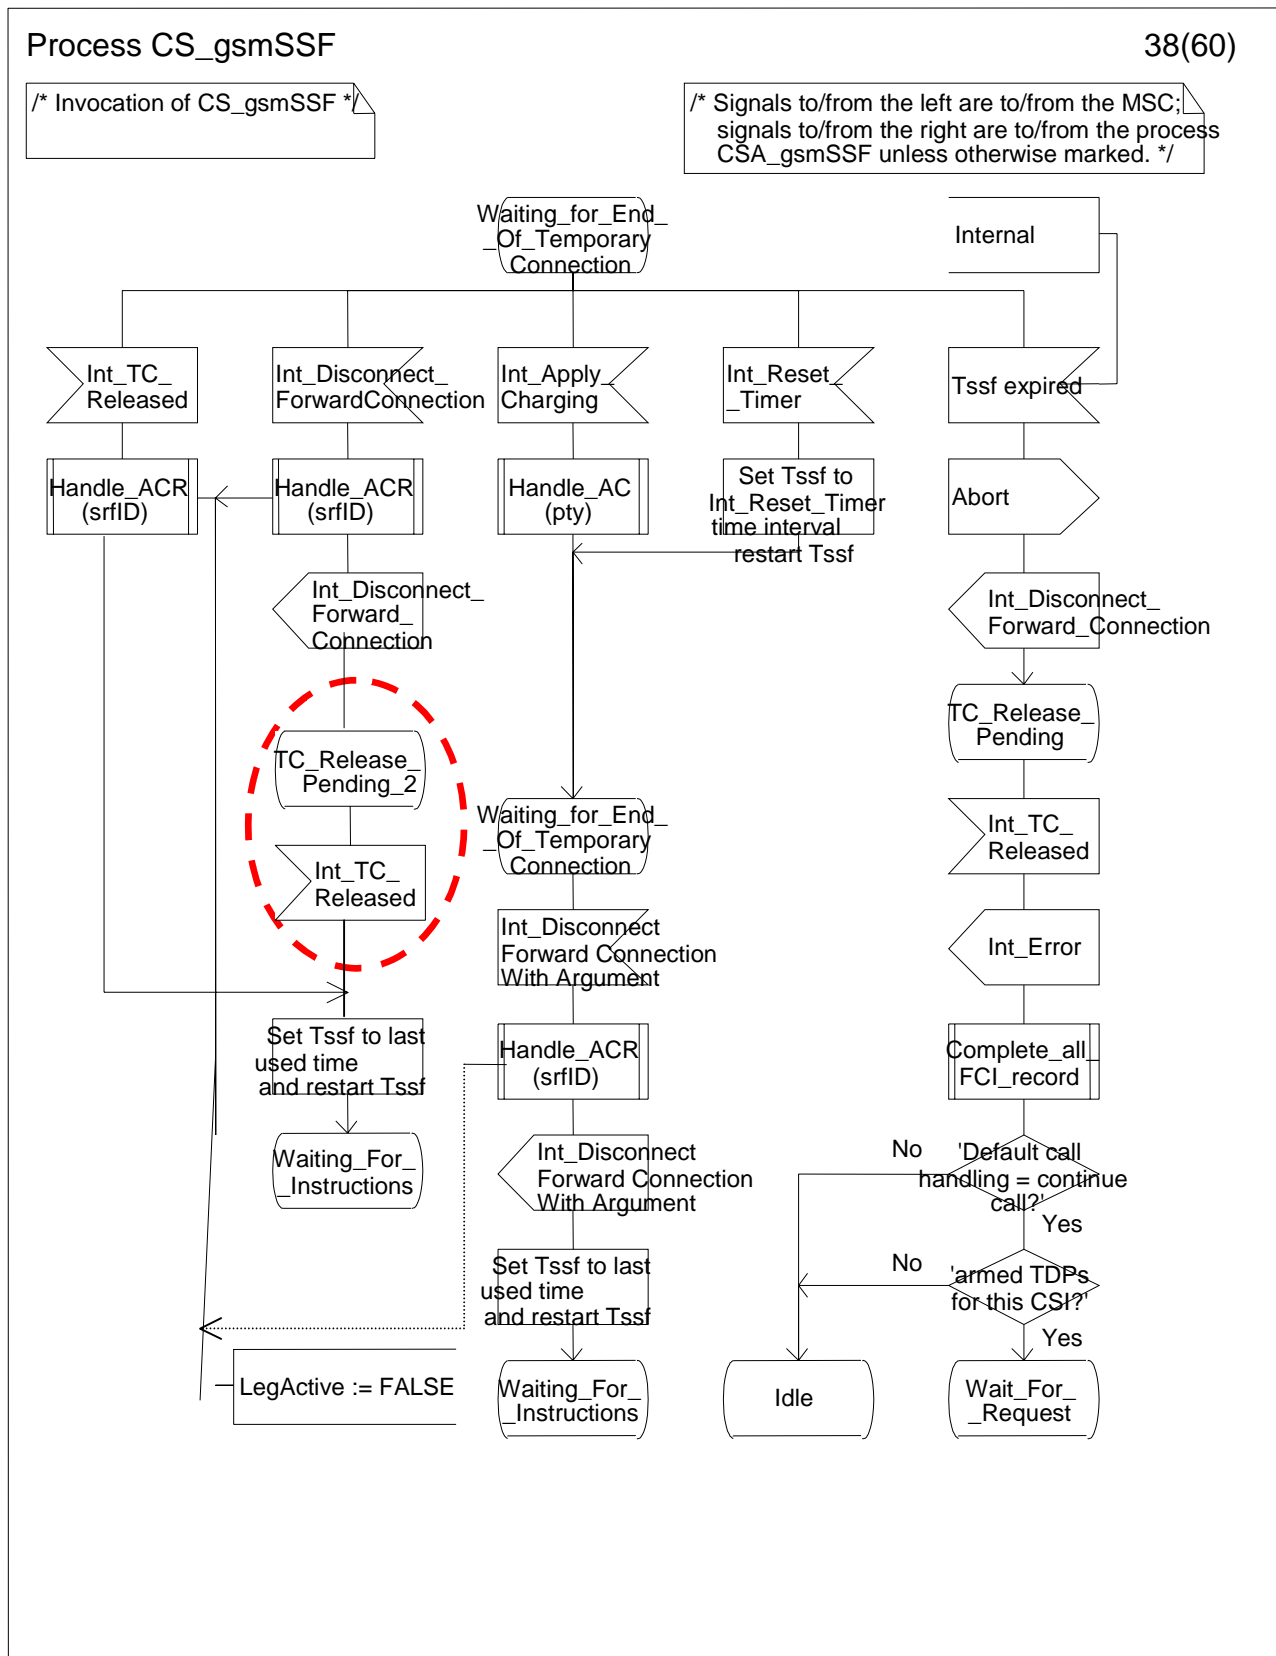 Process CS_gsmSSF
38(60)
/* Invocation of CS_gsmSSF */
/* Signals to/from the left are to/from the MSC;
signals to/from the right are to/from the process
CSA_gsmSSF unless otherwise marked. */
Waiting_for_End_
_Of_Temporary
Connection
Internal
Int_TC_
Released
Int_Disconnect_
ForwardConnection
Int_Apply_
Charging
Int_Reset_
_Timer
Tssf expired
Handle_ACR
(srfID)
Handle_ACR
(srfID)
Handle_AC
(pty)
Set Tssf to
Int_Reset_Timer
time interval
restart Tssf
Abort
Int_Disconnect_
Forward_
Connection
Int_Disconnect_
Forward_Connection
TC_Release_
Pending_2
TC_Release_
Pending
Waiting_for_End_
_Of_Temporary
Connection
Int_TC_
Released
Int_TC_
Released
Int_Disconnect
Forward Connection
With Argument
Int_Error
Set Tssf to last
used time
and restart Tssf
Handle_ACR
(srfID)
Complete_all_
FCI_record
Waiting_For_
_Instructions
Int_Disconnect
Forward Connection
With Argument
No
'Default call
handling = continue
call?'
Yes
Set Tssf to last
used time
and restart Tssf
No
'armed TDPs
for this CSI?'
Yes
LegActive := FALSE
Waiting_For_
_Instructions
Idle
Wait_For_
_Request